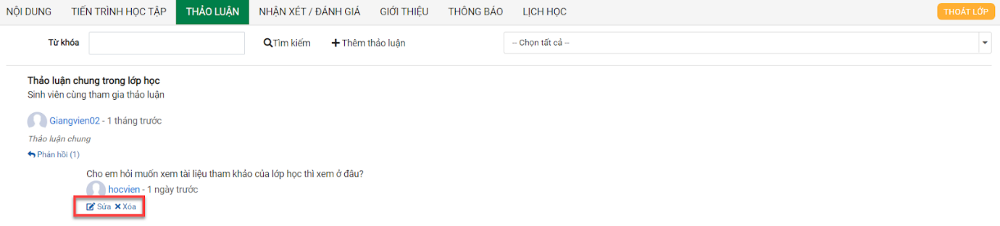 NỘI DUNG TIẾN TRÌNH HỌC TẬP THẢO LUẬN NHẬN XÉT / ĐÁNH GIÁ GIỚI THIỆU THÔNG BÁO LỊCH HỌC THOÁT LỚP
Từ khóa Tìm kiếm Thêm thảo luận -- Chọn tất cả --
Thảo luận chung trong lớp học
Sinh viên cùng tham gia thảo luận
Giangvien02 - 1 tháng trước
Thảo luận chung
Phản hồi (1)
Cho em hỏi muốn xem tài liệu tham khảo của lớp học thì xem ở đâu?
hocvien - 1 ngày trước
Sửa Xóa